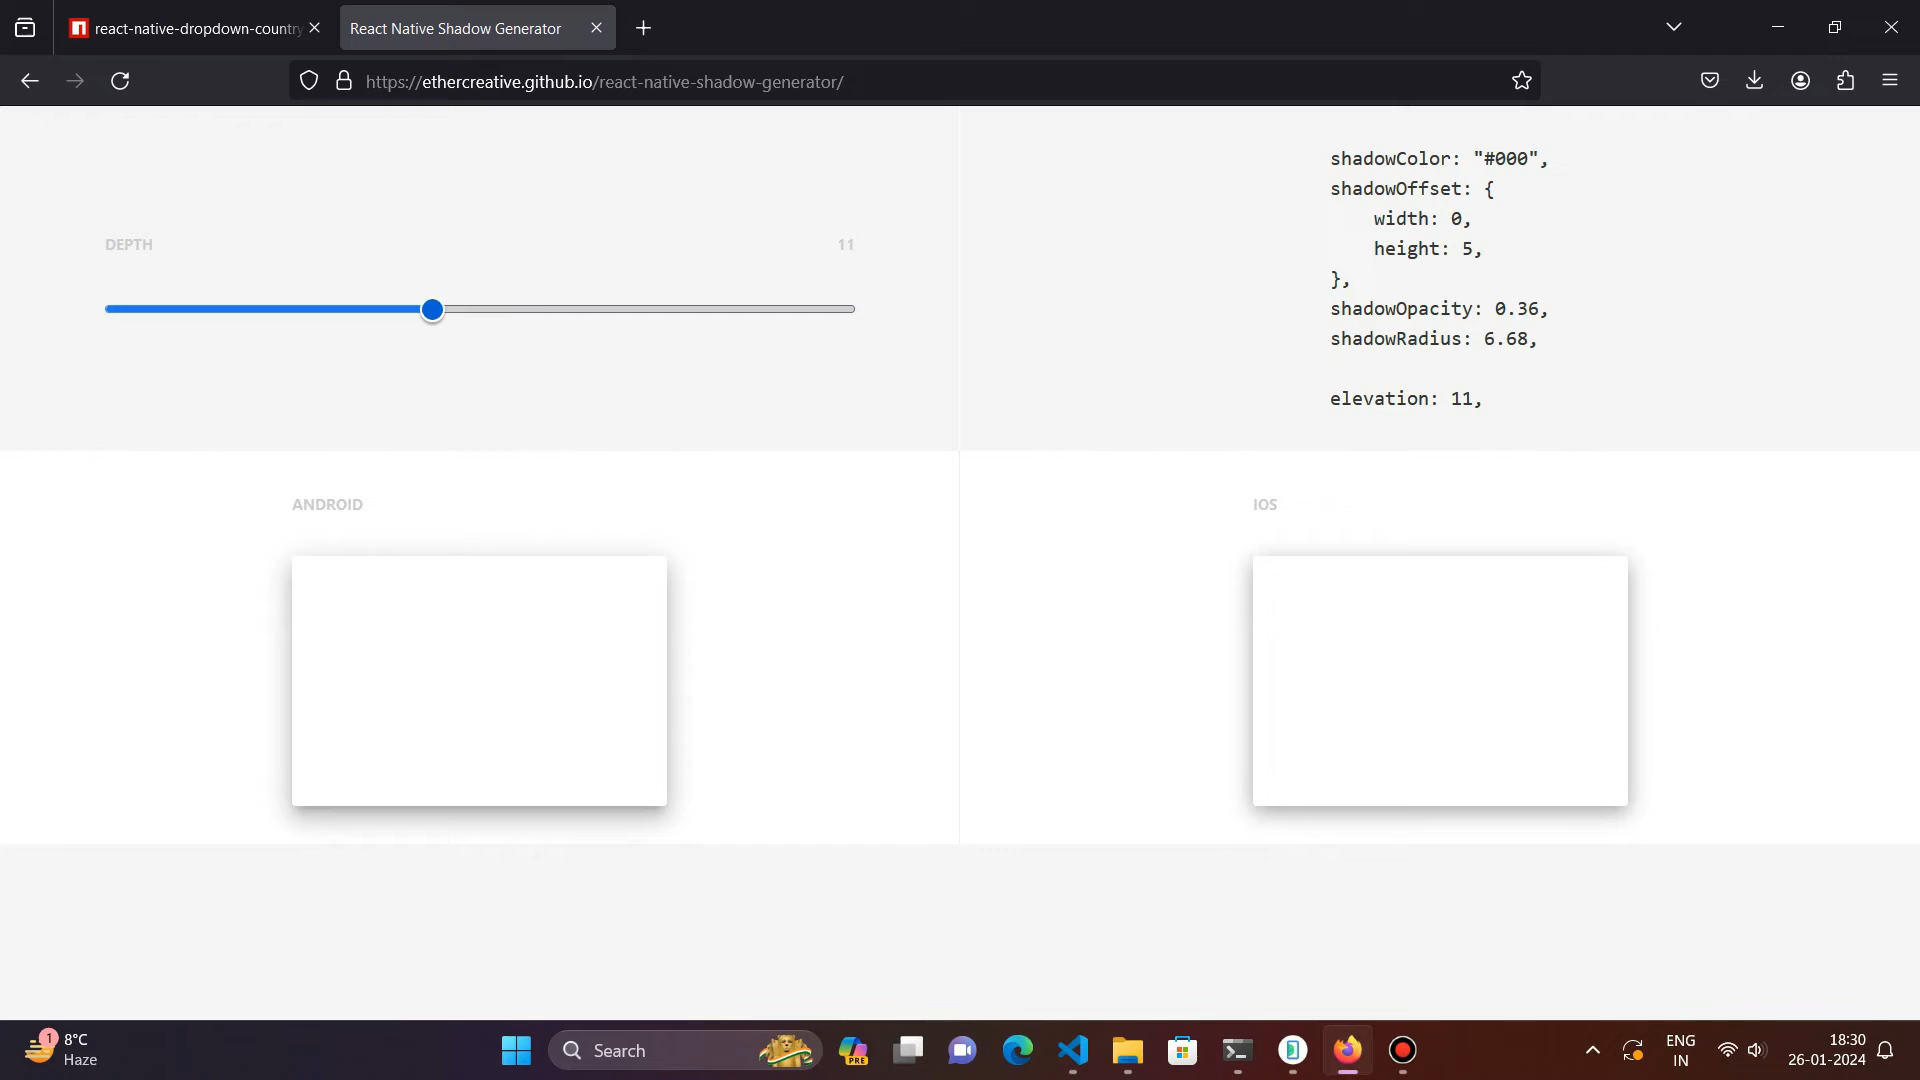 react-native-dropdown-country
React Native Shadow Generator
https://ethercreative.github.io/react-native-shadow-generator/
DEPTH
11
shadowColor: "#000",
shadowOffset: {
width: 0,
height: 5,
},
shadowOpacity: 0.36,
shadowRadius: 6.68,
elevation: 11,
ANDROID
IOS
1
8°C
Haze
Search
PRE
ENG
IN
18:30
26-01-2024